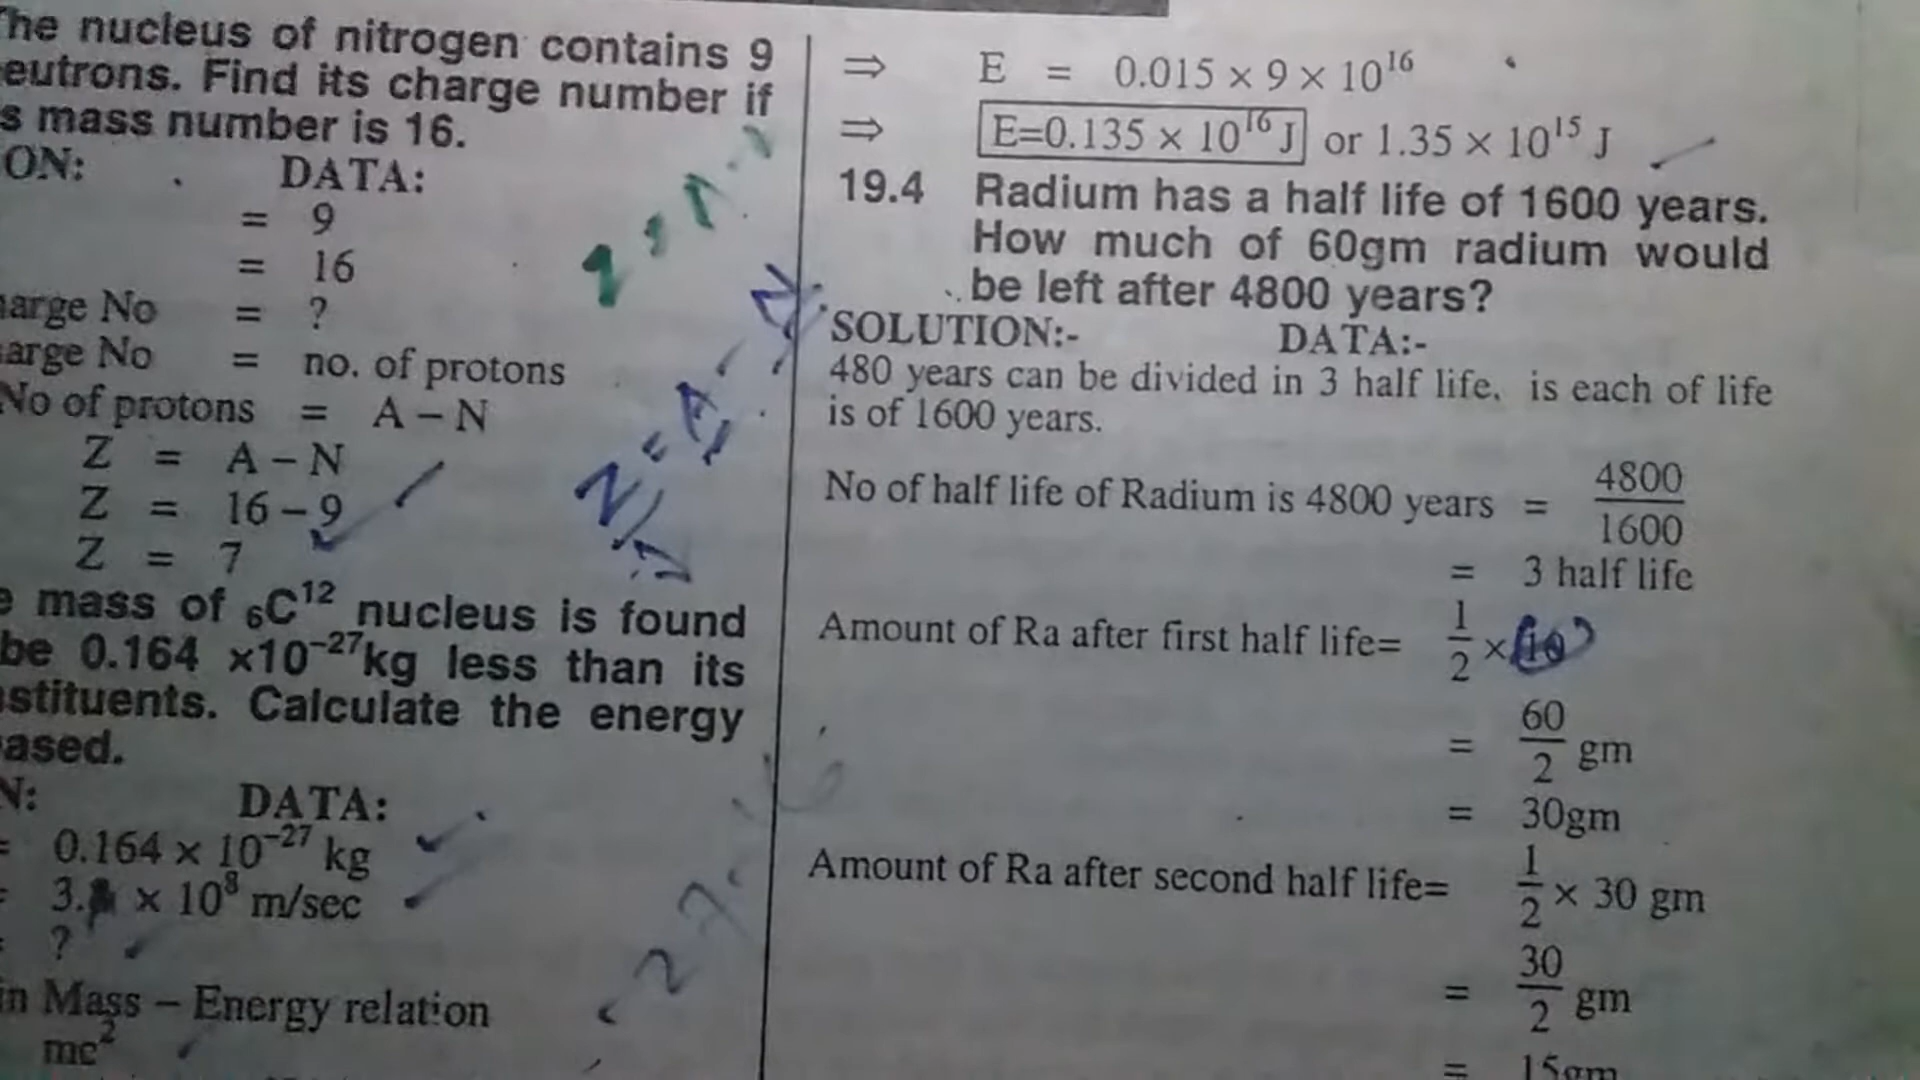 he nucleus of nitrogen contains 9
eutrons. Find its charge number if
s mass number is 16.
ON: DATA:
= 9
= 16
arge No = ?
arge No = no. of protons
No of protons = A – N
Z = A – N
Z = 16 – 9
Z = 7
e mass of ₆C¹² nucleus is found
be 0.164 ×10⁻²⁷kg less than its
stituents. Calculate the energy
ased.
N: DATA:
= 0.164 × 10⁻²⁷ kg
= 3. × 10⁸ m/sec
= ?
in Mass – Energy relation
mc²
⇒ E = 0.015 × 9 × 10¹⁶
⇒ E=0.135 × 10¹⁶ J or 1.35 × 10¹⁵ J
19.4 Radium has a half life of 1600 years.
How much of 60gm radium would
be left after 4800 years?
SOLUTION:- DATA:-
480 years can be divided in 3 half life, is each of life
is of 1600 years.
No of half life of Radium is 4800 years = 4800/1600
= 3 half life
Amount of Ra after first half life= 1/2 ×
= 60/2 gm
= 30gm
Amount of Ra after second half life= 1/2 × 30 gm
= 30/2 gm
= 15gm